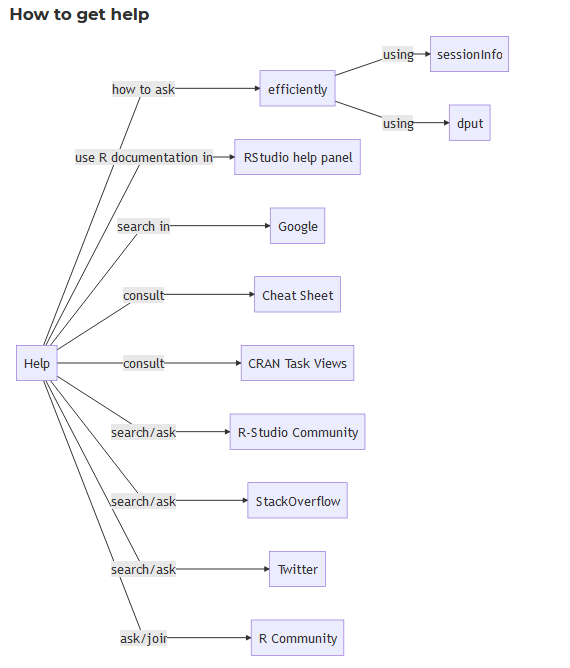 How to get help
using
sessionInfo
how to ask
efficiently
using
dput
use R documentation in
RStudio help panel
search in
Google
consult
Cheat Sheet
Help
consult
CRAN Task Views
search/ask
R-Studio Community
search/ask
StackOverflow
search/ask
Twitter
ask/join
R Community